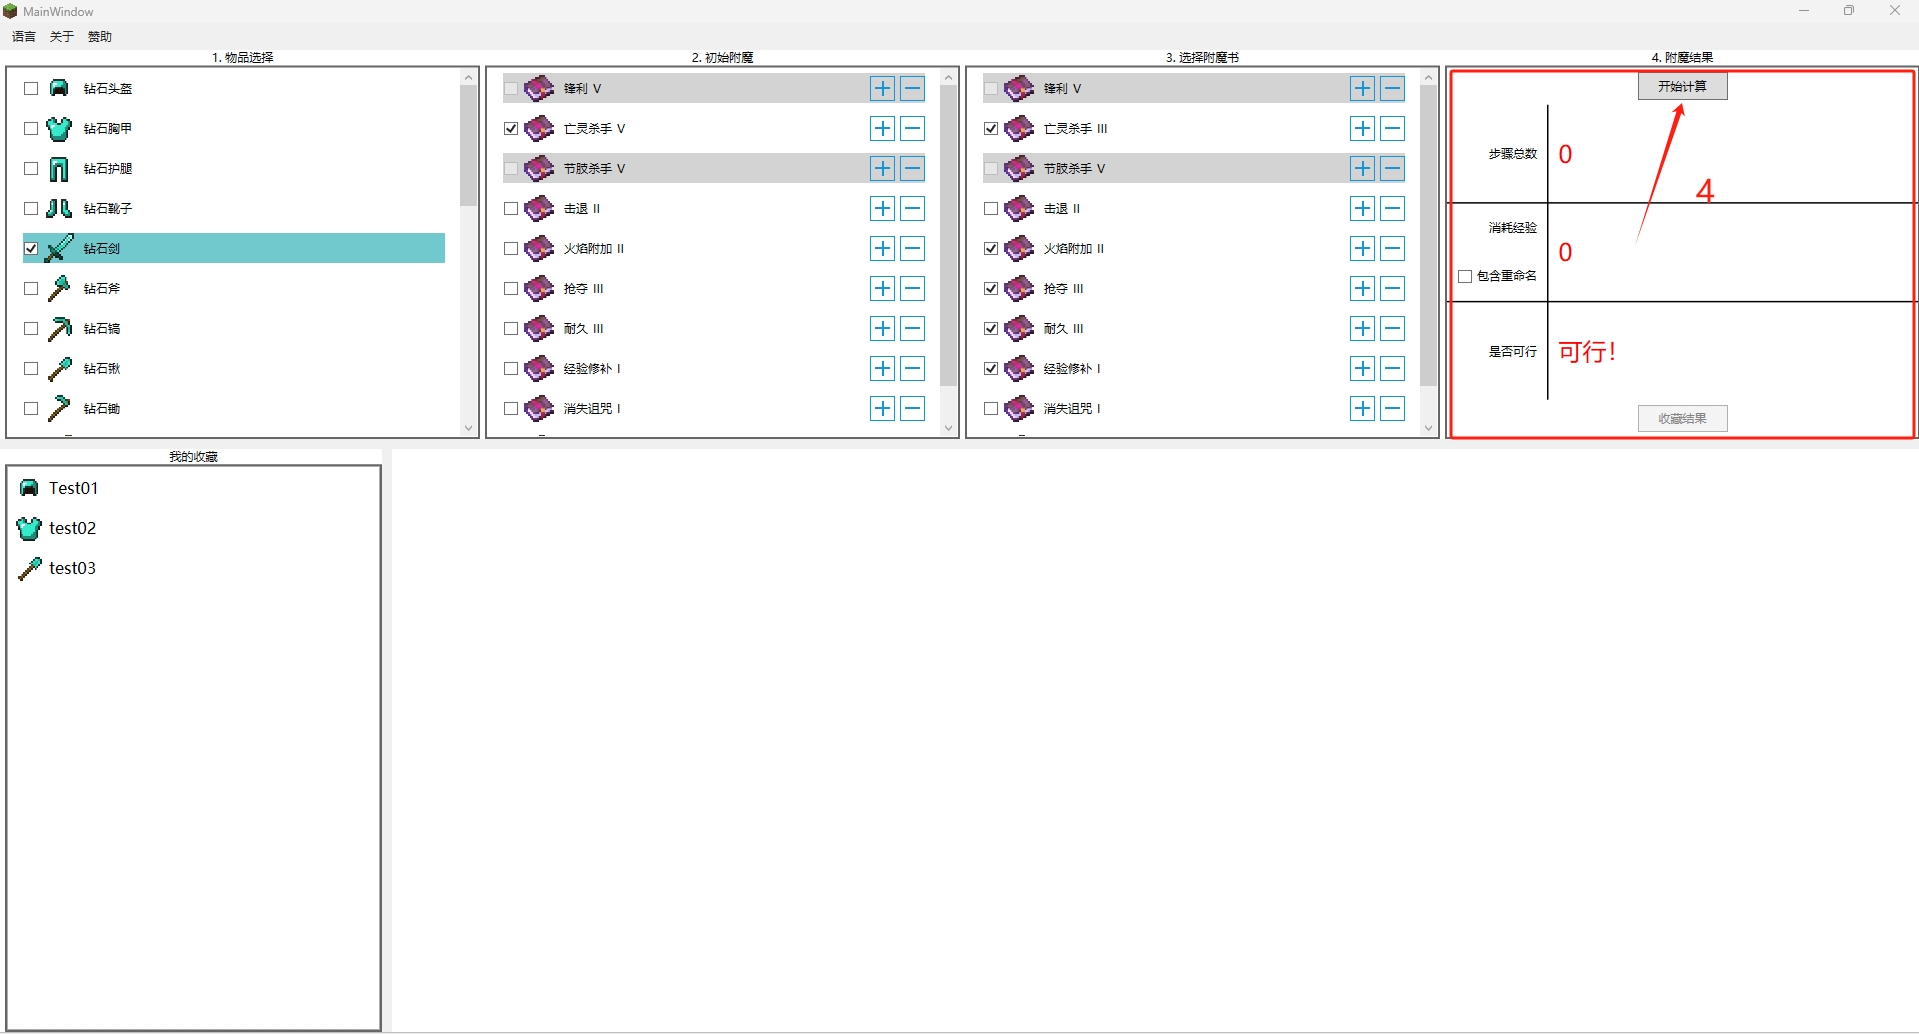 MainWindow
语言 关于 赞助
1. 物品选择
钻石头盔
钻石胸甲
钻石护腿
钻石靴子
钻石剑
钻石斧
钻石镐
钻石锹
钻石锄
2. 初始附魔
锋利 V
亡灵杀手 V
节肢杀手 V
击退 II
火焰附加 II
抢夺 III
耐久 III
经验修补 I
消失诅咒 I
3. 选择附魔书
锋利 V
亡灵杀手 III
节肢杀手 V
击退 II
火焰附加 II
抢夺 III
耐久 III
经验修补 I
消失诅咒 I
4. 附魔结果
开始计算
步骤总数 0
4
消耗经验 0
包含重命名
是否可行 可行！
收藏结果
我的收藏
Test01
test02
test03